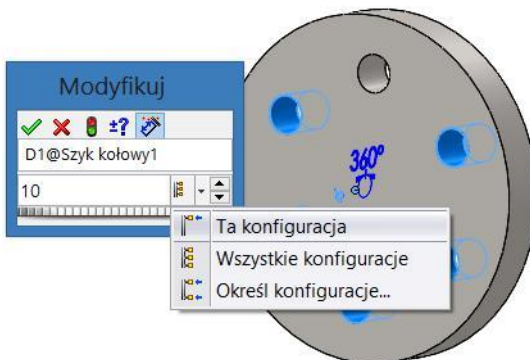 Modyfikuj
±?
D1@Szyk kołowy1
10
360°
Ta konfiguracja
Wszystkie konfiguracje
Określ konfiguracje...